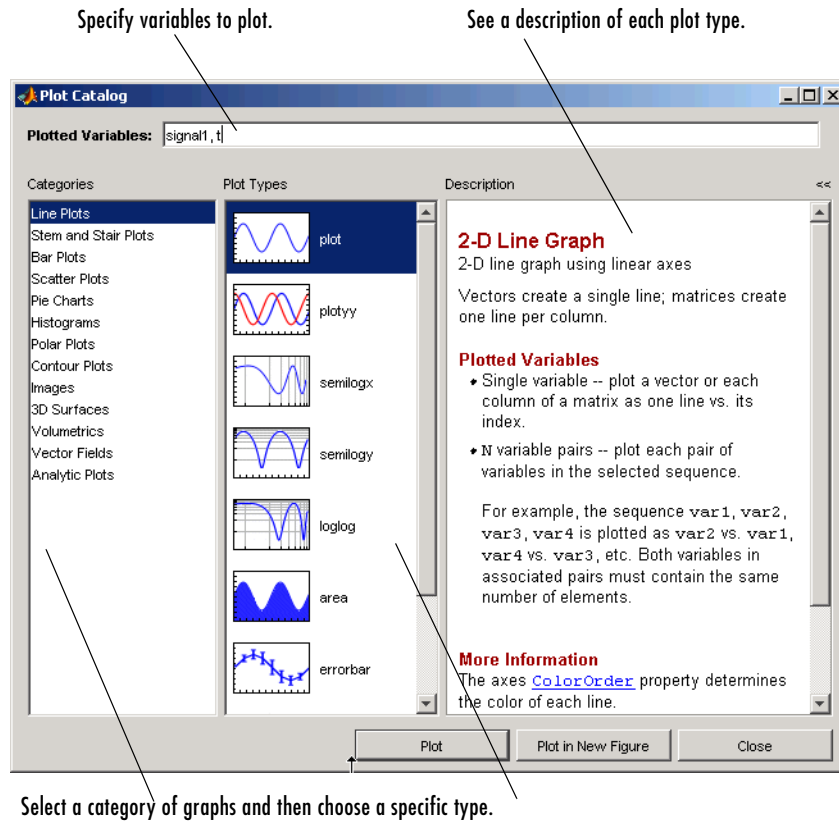 Specify variables to plot.
See a description of each plot type.
Plot Catalog
Plotted Variables: signal1,t
Categories
Line Plots
Stem and Stair Plots
Bar Plots
Scatter Plots
Pie Charts
Histograms
Polar Plots
Contour Plots
Images
3D Surfaces
Volumetrics
Vector Fields
Analytic Plots
Plot Types
plot
plotyy
semilogx
semilogy
loglog
area
errorbar
Description <<
2-D Line Graph
2-D line graph using linear axes
Vectors create a single line; matrices create
one line per column.
Plotted Variables
Single variable -- plot a vector or each
column of a matrix as one line vs. its
index.
N variable pairs -- plot each pair of
variables in the selected sequence.
For example, the sequence var1, var2,
var3, var4 is plotted as var2 vs. var1,
var4 vs. var3, etc. Both variables in
associated pairs must contain the same
number of elements.
More Information
The axes ColorOrder property determines
the color of each line.
Plot
Plot in New Figure
Close
Select a category of graphs and then choose a specific type.